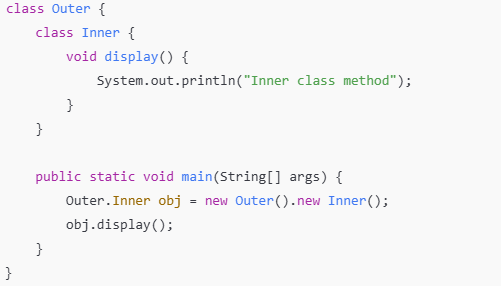 class Outer {
    class Inner {
        void display() {
            System.out.println("Inner class method");
        }
    }

    public static void main(String[] args) {
        Outer.Inner obj = new Outer().new Inner();
        obj.display();
    }
}